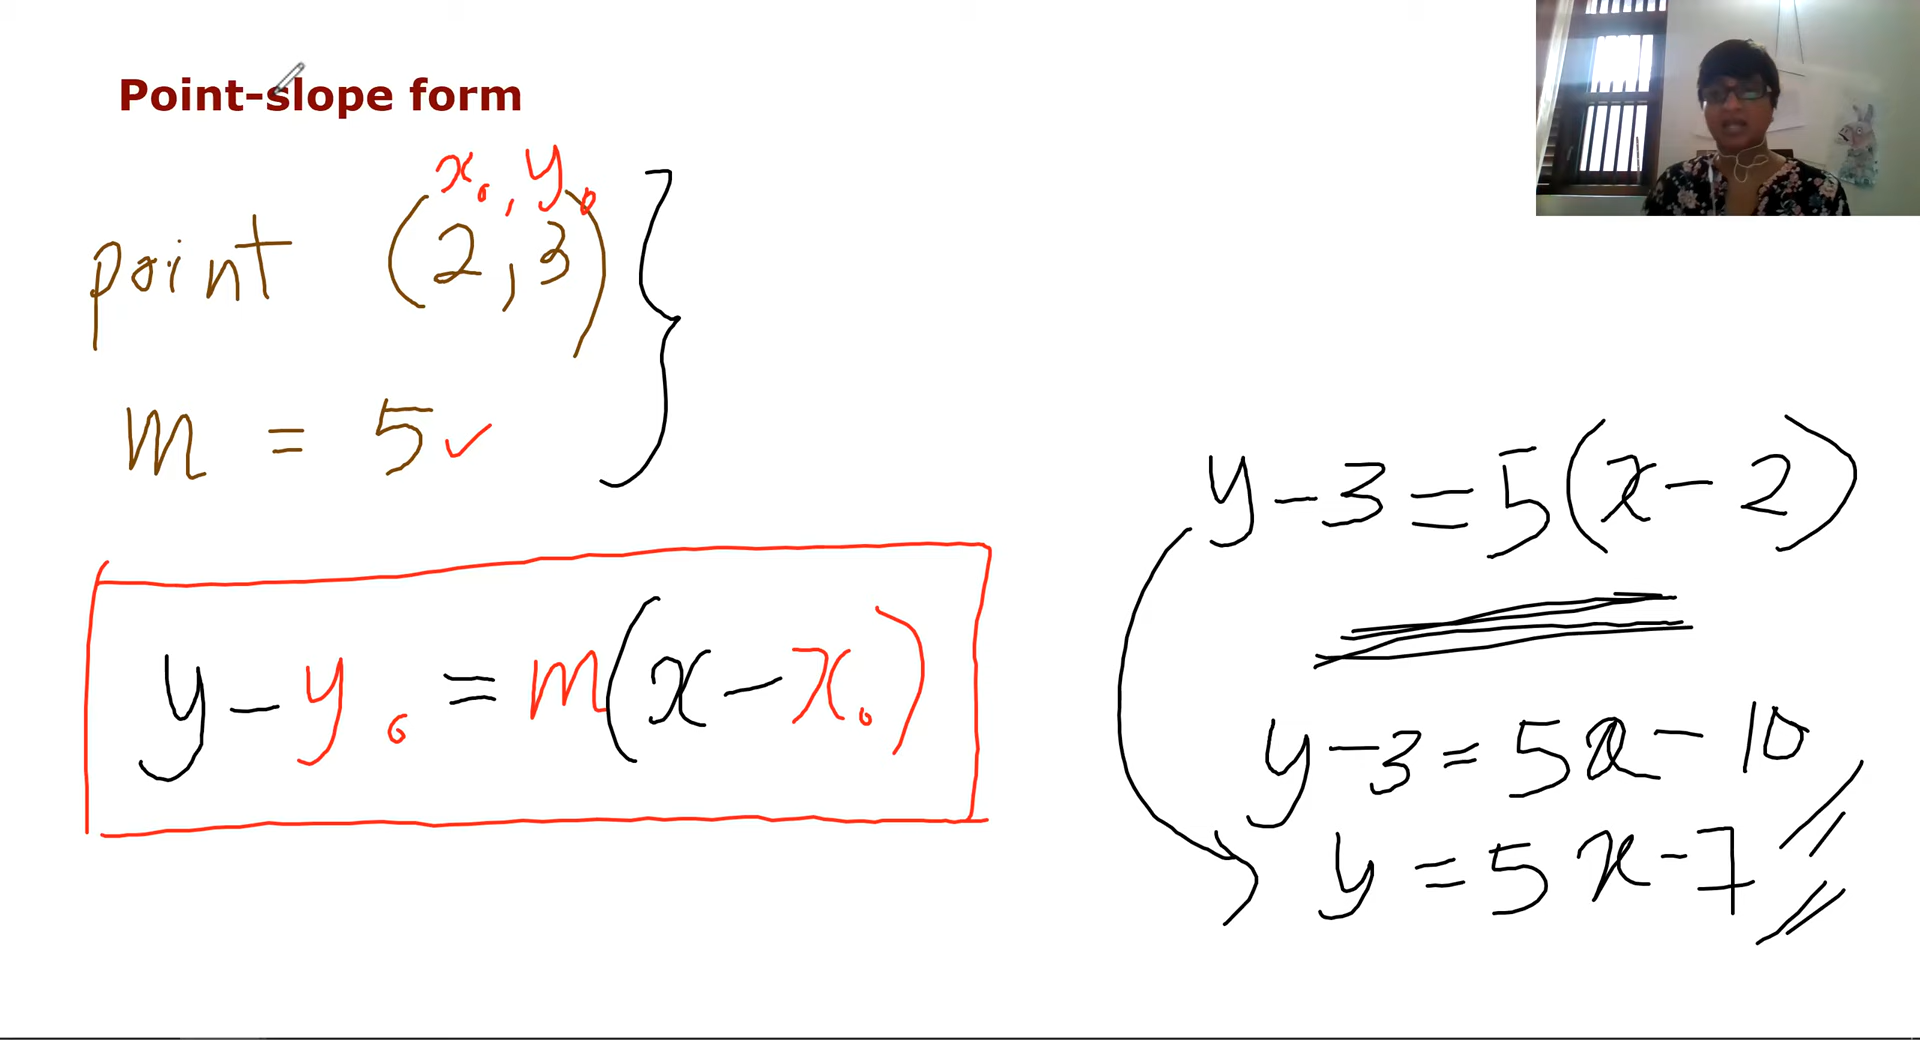 Point-slope form
x₀, y₀
point (2, 3)
m = 5 ✓
y - y₀ = m(x - x₀)
y - 3 = 5(x - 2)
y - 3 = 5x - 10
y = 5x - 7